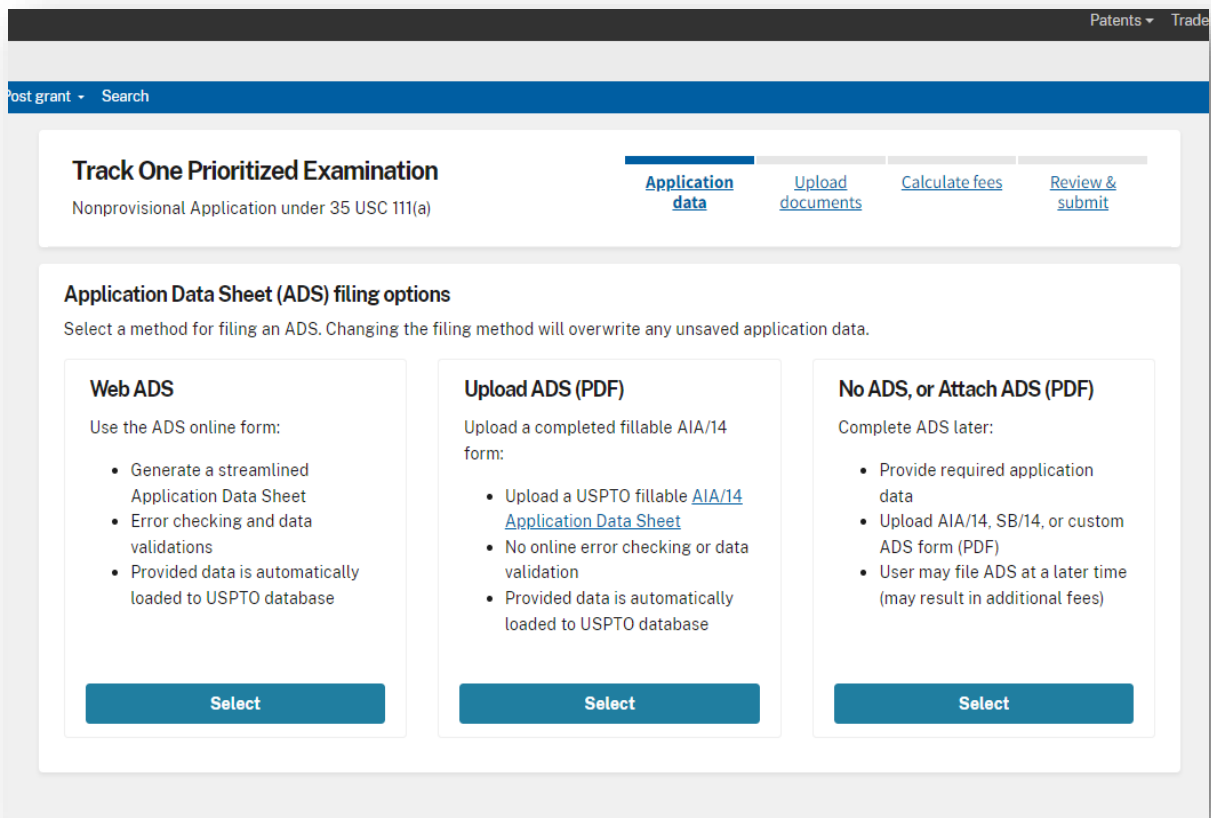 Patents Trade
Post grant Search
Track One Prioritized Examination
Nonprovisional Application under 35 USC 111(a)
Application
data
Upload
documents
Calculate fees
Review &
submit
Application Data Sheet (ADS) filing options
Select a method for filing an ADS. Changing the filing method will overwrite any unsaved application data.
Web ADS
Use the ADS online form:
• Generate a streamlined
Application Data Sheet
• Error checking and data
validations
• Provided data is automatically
loaded to USPTO database
Select
Upload ADS (PDF)
Upload a completed fillable AIA/14
form:
• Upload a USPTO fillable AIA/14
Application Data Sheet
• No online error checking or data
validation
• Provided data is automatically
loaded to USPTO database
Select
No ADS, or Attach ADS (PDF)
Complete ADS later:
• Provide required application
data
• Upload AIA/14, SB/14, or custom
ADS form (PDF)
• User may file ADS at a later time
(may result in additional fees)
Select